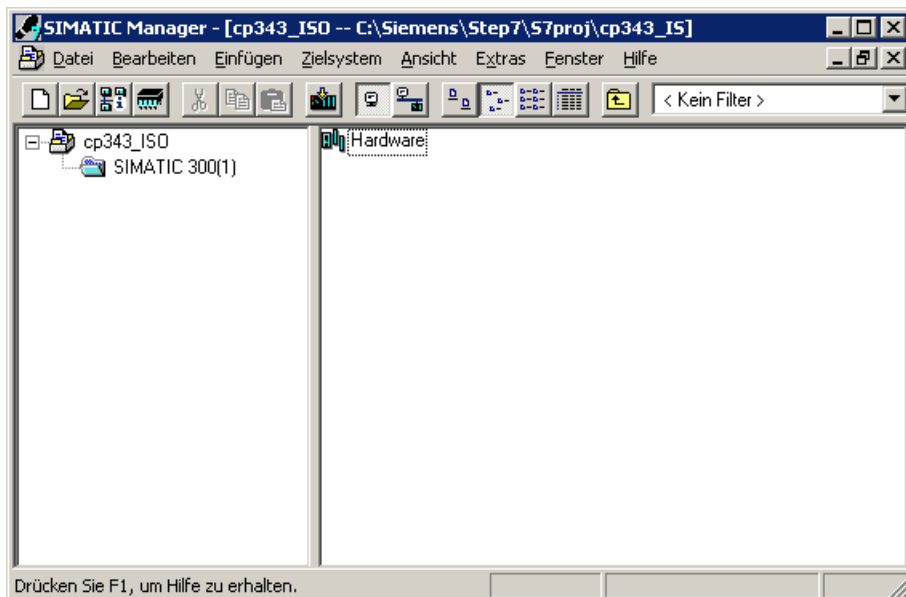 SIMATIC Manager - [cp343_ISO -- C:\Siemens\Step7\S7proj\cp343_IS]
Datei Bearbeiten Einfügen Zielsystem Ansicht Extras Fenster Hilfe
< Kein Filter >
cp343_ISO
SIMATIC 300(1)
Hardware
Drücken Sie F1, um Hilfe zu erhalten.